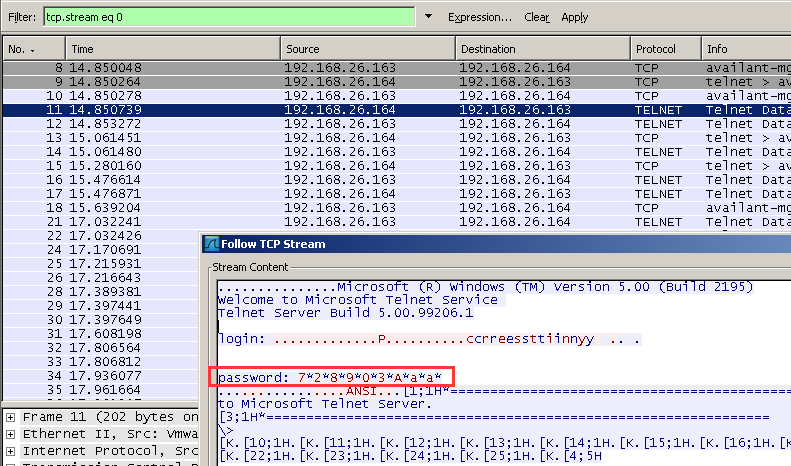 Filter: tcp.stream eq 0 Expression... Clear Apply
No. Time Source Destination Protocol Info
8 14.850048 192.168.26.163 192.168.26.164 TCP availant-mg
9 14.850264 192.168.26.164 192.168.26.163 TCP telnet > av
10 14.850278 192.168.26.163 192.168.26.164 TCP availant-mg
11 14.850739 192.168.26.164 192.168.26.163 TELNET Telnet Data
12 14.853272 192.168.26.163 192.168.26.164 TELNET Telnet Data
13 15.061451 192.168.26.164 192.168.26.163 TCP telnet > av
14 15.061480 192.168.26.163 192.168.26.164 TELNET Telnet Data
15 15.280160 192.168.26.164 192.168.26.163 TCP telnet > av
16 15.476614 192.168.26.163 192.168.26.164 TELNET Telnet Data
17 15.476871 192.168.26.164 192.168.26.163 TELNET Telnet Data
18 15.639204 192.168.26.163 192.168.26.164 TCP availant-mg
21 17.032241 192.168.26.164 192.168.26.163 TELNET Telnet Data
22 17.032426
24 17.170691
25 17.215931
26 17.216643
28 17.389381
29 17.397441
30 17.397649
31 17.608198
32 17.806564
33 17.806812
34 17.936077
37 17.961664
Follow TCP Stream
Stream Content
...............Microsoft (R) Windows (TM) Version 5.00 (Build 2195)
Welcome to Microsoft Telnet Service
Telnet Server Build 5.00.99206.1
login: .............P..........ccrreessttiinnyy .. .
password: 7*2*8*9*0*3*A*a*a*
................ANSI...[1;1H*===========================================
to Microsoft Telnet Server.
[3;1H*===============================================================
\>
[K.[10;1H.[K.[11;1H.[K.[12;1H.[K.[13;1H.[K.[14;1H.[K.[15;1H.[K.[16;1H.[K
.[22;1H.[K.[23;1H.[K.[24;1H.[K.[25;1H.[K.[4;5H
Frame 11 (202 bytes on
Ethernet II, Src: Vmwa
Internet Protocol, Src